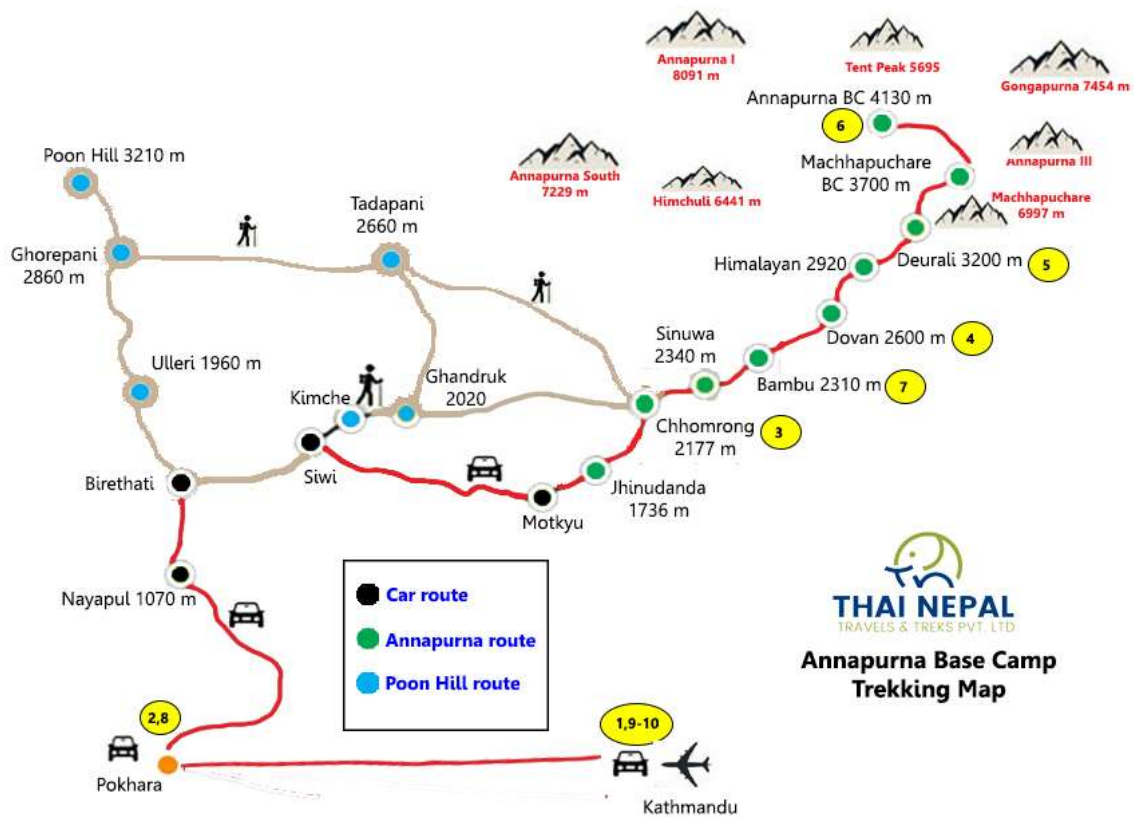 Annapurna I
8091 m
Tent Peak 5695
Gongapurna 7454 m
Annapurna BC 4130 m
6
Poon Hill 3210 m
Annapurna South
7229 m
Himchuli 6441 m
Machhapuchare
BC 3700 m
Annapurna III
Machhapuchare
6997 m
Tadapani
2660 m
Ghorepani
2860 m
Himalayan 2920
Deurali 3200 m
5
Ulleri 1960 m
Sinuwa
2340 m
Dovan 2600 m
4
Kimche
Ghandruk
2020
Bambu 2310 m
7
Chhomrong
2177 m
3
Birethati
Siwi
Motkyu
Jhinudanda
1736 m
Nayapul 1070 m
Car route
Annapurna route
Poon Hill route
THAI NEPAL
TRAVELS & TREKS PVT. LTD.
Annapurna Base Camp
Trekking Map
2,8
1,9-10
Pokhara
Kathmandu